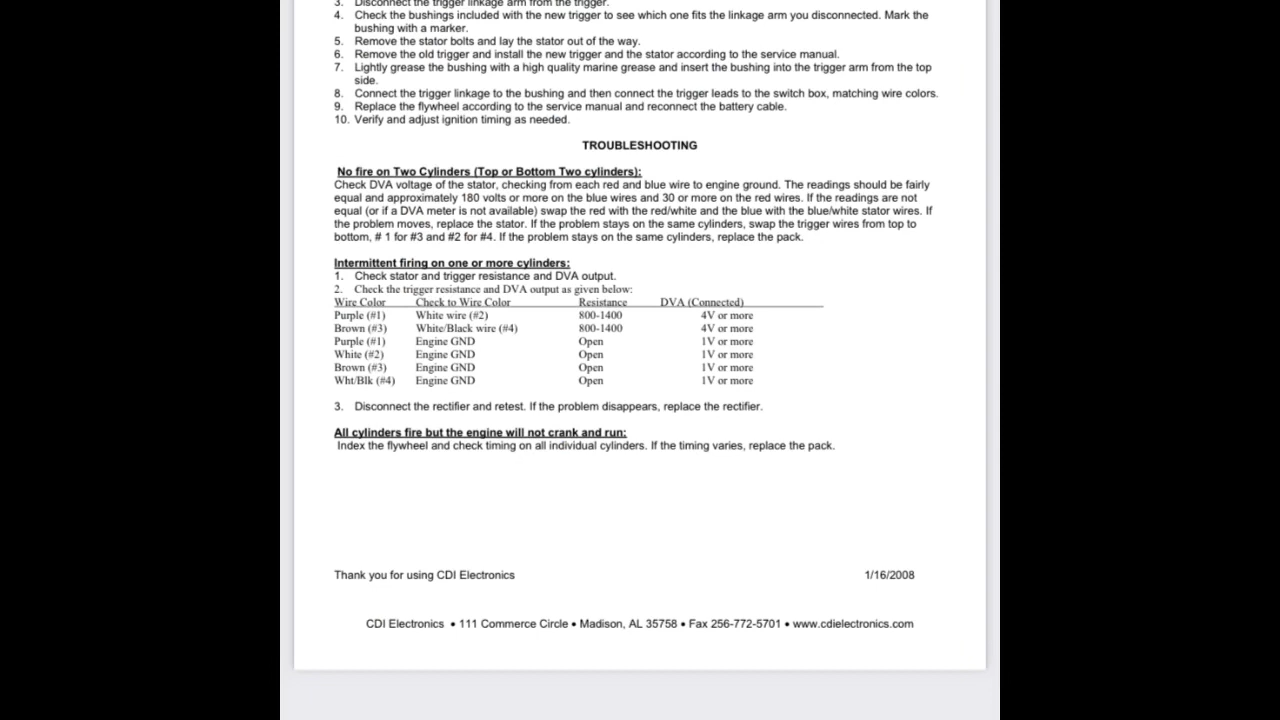 3. Disconnect the trigger linkage arm from the trigger.
4. Check the bushings included with the new trigger to see which one fits the linkage arm you disconnected. Mark the
bushing with a marker.
5. Remove the stator bolts and lay the stator out of the way.
6. Remove the old trigger and install the new trigger and the stator according to the service manual.
7. Lightly grease the bushing with a high quality marine grease and insert the bushing into the trigger arm from the top
side.
8. Connect the trigger linkage to the bushing and then connect the trigger leads to the switch box, matching wire colors.
9. Replace the flywheel according to the service manual and reconnect the battery cable.
10. Verify and adjust ignition timing as needed.
TROUBLESHOOTING
No fire on Two Cylinders (Top or Bottom Two cylinders):
Check DVA voltage of the stator, checking from each red and blue wire to engine ground. The readings should be fairly
equal and approximately 180 volts or more on the blue wires and 30 or more on the red wires. If the readings are not
equal (or if a DVA meter is not available) swap the red with the red/white and the blue with the blue/white stator wires. If
the problem moves, replace the stator. If the problem stays on the same cylinders, swap the trigger wires from top to
bottom, # 1 for #3 and #2 for #4. If the problem stays on the same cylinders, replace the pack.
Intermittent firing on one or more cylinders:
1. Check stator and trigger resistance and DVA output.
2. Check the trigger resistance and DVA output as given below:
Wire Color Check to Wire Color Resistance DVA (Connected)
Purple (#1) White wire (#2) 800-1400 4V or more
Brown (#3) White/Black wire (#4) 800-1400 4V or more
Purple (#1) Engine GND Open 1V or more
White (#2) Engine GND Open 1V or more
Brown (#3) Engine GND Open 1V or more
Wht/Blk (#4) Engine GND Open 1V or more
3. Disconnect the rectifier and retest. If the problem disappears, replace the rectifier.
All cylinders fire but the engine will not crank and run:
Index the flywheel and check timing on all individual cylinders. If the timing varies, replace the pack.
Thank you for using CDI Electronics 1/16/2008
CDI Electronics • 111 Commerce Circle • Madison, AL 35758 • Fax 256-772-5701 • www.cdielectronics.com